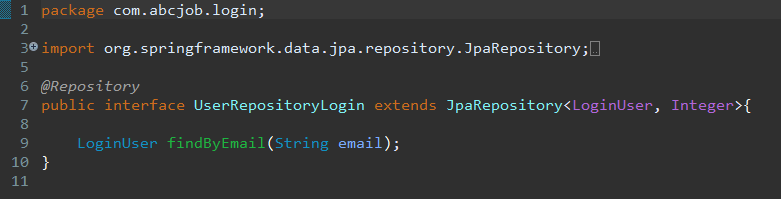 1 package com.abcjob.login;
2
3 import org.springframework.data.jpa.repository.JpaRepository;
5
6 @Repository
7 public interface UserRepositoryLogin extends JpaRepository<LoginUser, Integer>{
8
9     LoginUser findByEmail(String email);
10 }
11